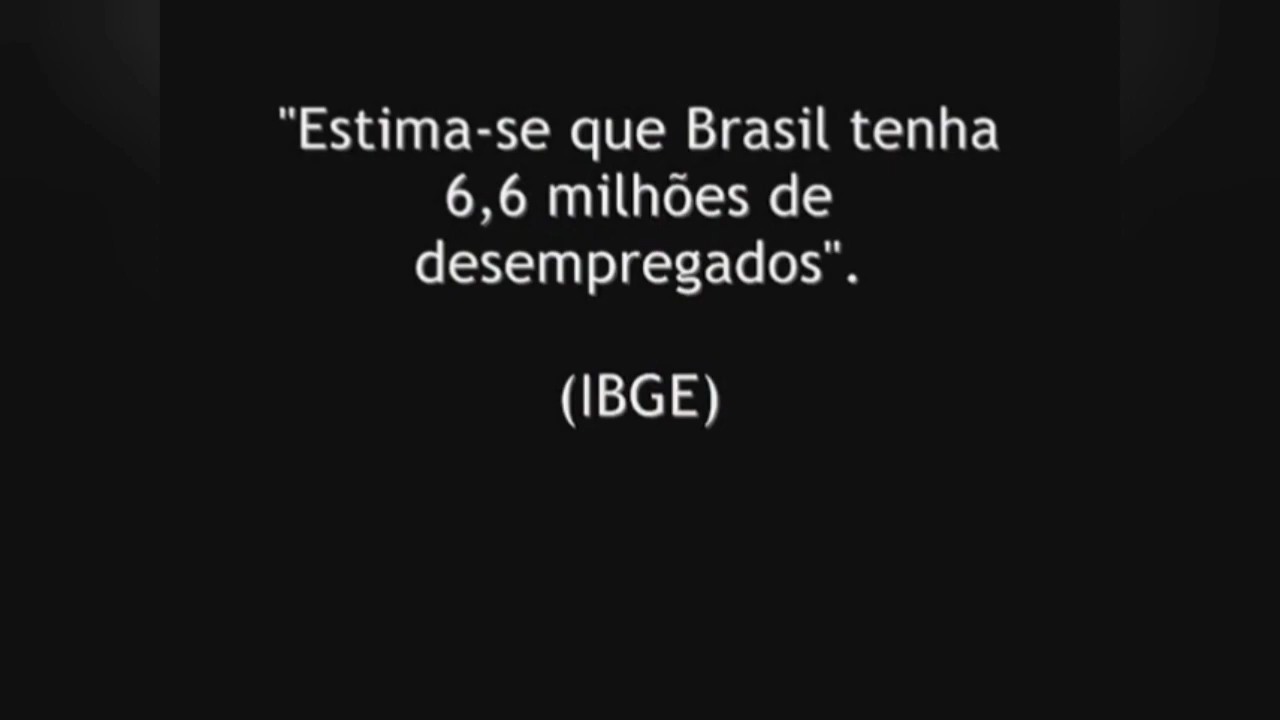 "Estima-se que Brasil tenha
6,6 milhões de
desempregados".
(IBGE)